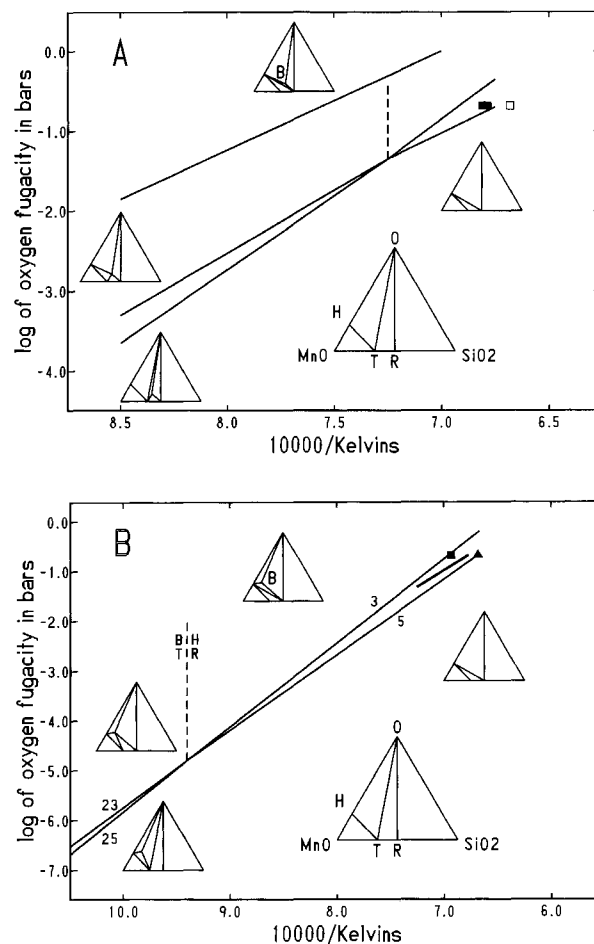 A
log of oxygen fugacity in bars
0.0
-1.0
-2.0
-3.0
-4.0
B
O
H
MnO T R SiO2
8.5 8.0 7.5 7.0 6.5
10000/Kelvins
B
log of oxygen fugacity in bars
0.0
-1.0
-2.0
-3.0
-4.0
-5.0
-6.0
-7.0
B
3
5
B H
T R
23
25
O
H
MnO T R SiO2
10.0 9.0 8.0 7.0 6.0
10000/Kelvins